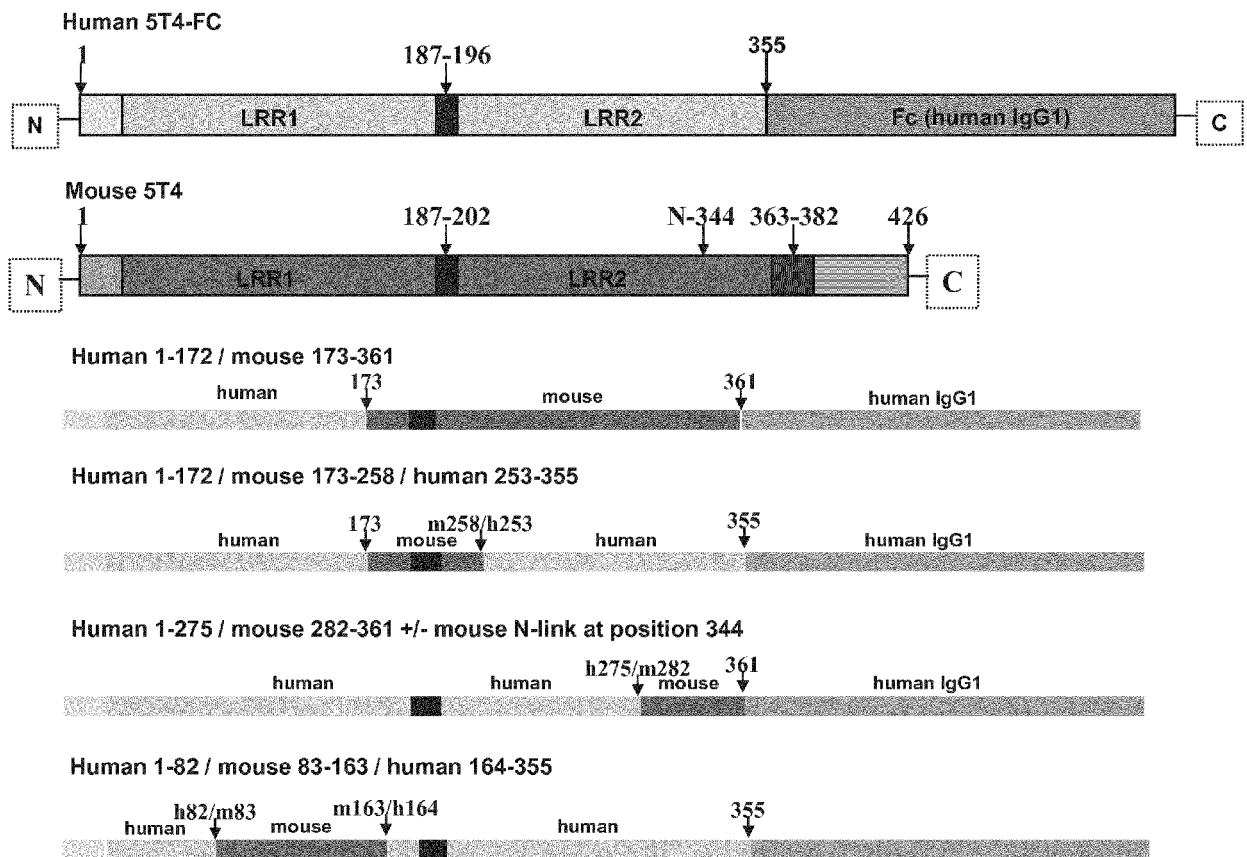 Human 5T4-FC
1 187-196 355
N LRR1 LRR2 Fc (human IgG1) C
Mouse 5T4
1 187-202 N-344 363-382 426
N LRR1 LRR2 C
Human 1-172 / mouse 173-361
human 173 mouse 361 human IgG1
Human 1-172 / mouse 173-258 / human 253-355
173 m258/h253 355
human mouse human human IgG1
Human 1-275 / mouse 282-361 +/- mouse N-link at position 344
h275/m282 361
human human mouse human IgG1
Human 1-82 / mouse 83-163 / human 164-355
h82/m83 m163/h164 355
human mouse human human IgG1